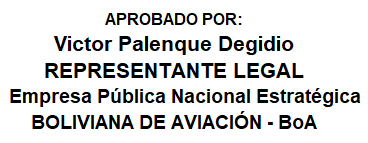 APROBADO POR:
Victor Palenque Degidio
REPRESENTANTE LEGAL
Empresa Pública Nacional Estratégica
BOLIVIANA DE AVIACIÓN - BoA